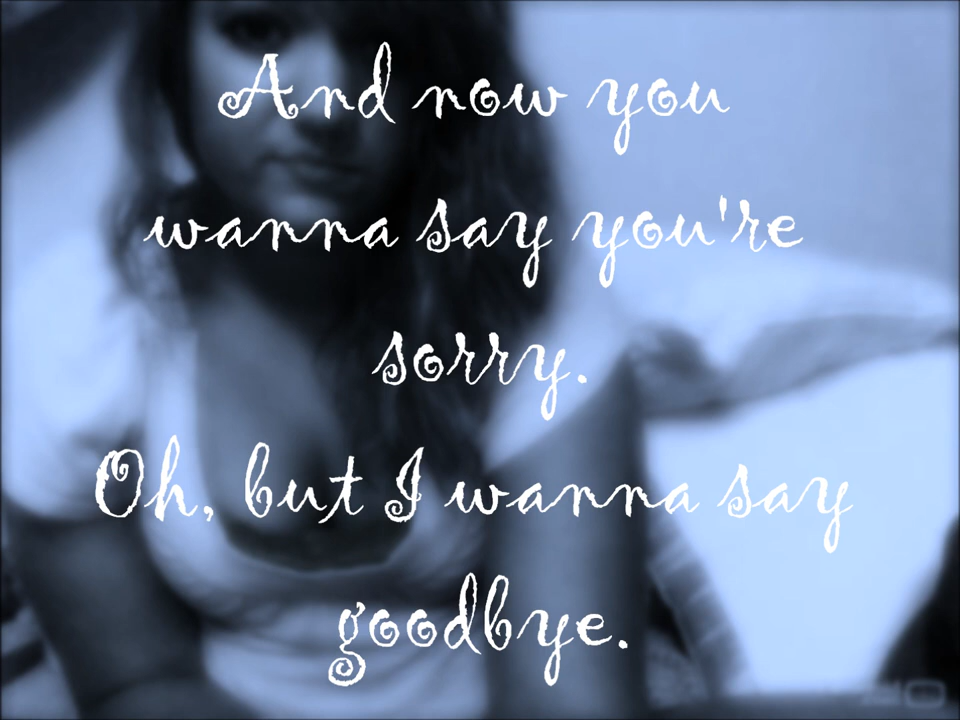 And now you
wanna say you're
sorry.
Oh, but I wanna say
goodbye.